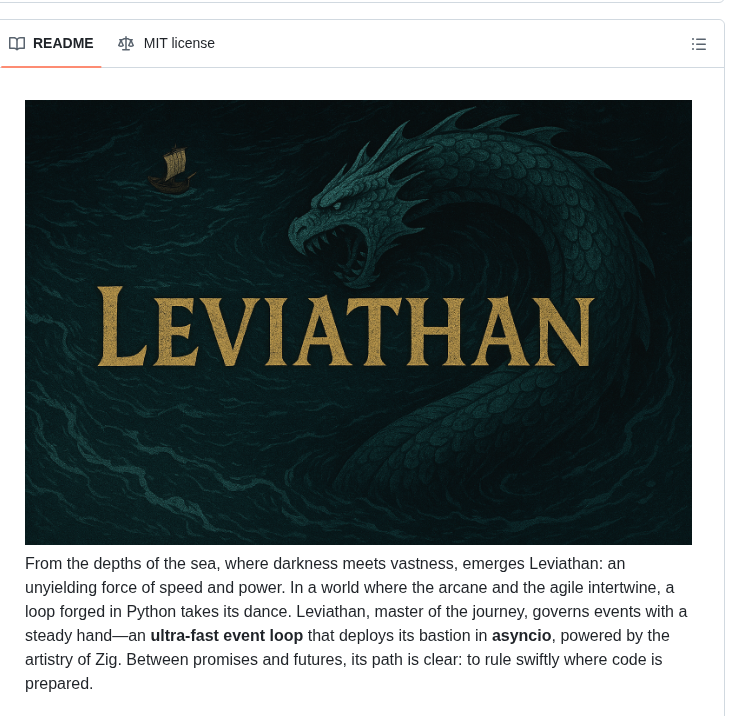 README
MIT license
LEVIATHAN
From the depths of the sea, where darkness meets vastness, emerges Leviathan: an
unyielding force of speed and power. In a world where the arcane and the agile intertwine, a
loop forged in Python takes its dance. Leviathan, master of the journey, governs events with a
steady hand—an ultra-fast event loop that deploys its bastion in asyncio, powered by the
artistry of Zig. Between promises and futures, its path is clear: to rule swiftly where code is
prepared.